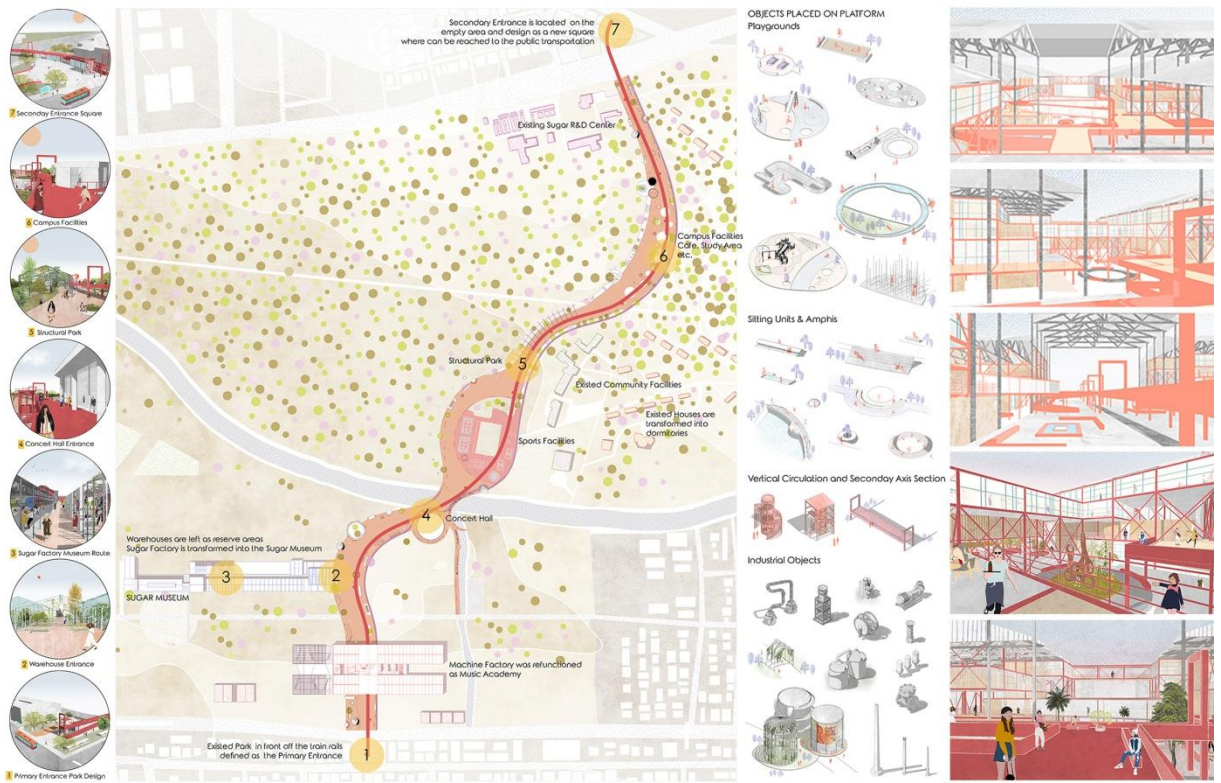 7 Seconday Entrance Square
6 Campus Facilities
5 Structural Park
4 Concert Hall Entrance
3 Sugar Factory Museum Route
2 Warehouse Entrance
1 Primary Entrance Park Design
Secondary Entrance is located on the
empty area and design as a new square
where can be reached to the public transportation
7
Existing Sugar R&D Center
Campus Facilities
Cafe, Study Area
etc.
6
Structural Park
5
Existed Community Facilities
Existed Houses are
transformed into
dormitories
Sports Facilities
4
Concert Hall
Warehouses are left as reserve areas
Sugar Factory is transformed into the Sugar Museum
3
2
SUGAR MUSEUM
Machine Factory was refunctioned
as Music Academy
Existed Park in front off the train rails
defined as the Primary Entrance
1
OBJECTS PLACED ON PLATFORM
Playgrounds
Sitting Units & Amphis
Vertical Circulation and Seconday Axis Section
Industrial Objects